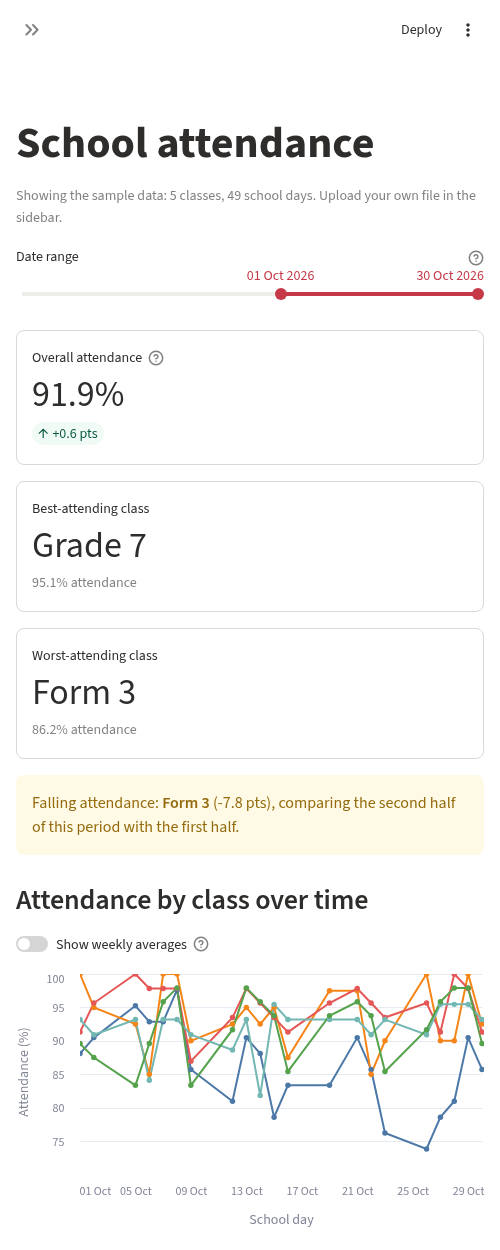 Deploy
School attendance
Showing the sample data: 5 classes, 49 school days. Upload your own file in the
sidebar.
Date range
01 Oct 2026 30 Oct 2026
Overall attendance
91.9%
↑ +0.6 pts
Best-attending class
Grade 7
95.1% attendance
Worst-attending class
Form 3
86.2% attendance
Falling attendance: Form 3 (-7.8 pts), comparing the second half
of this period with the first half.
Attendance by class over time
Show weekly averages
100
95
90
85
80
75
Attendance (%)
01 Oct 05 Oct 09 Oct 13 Oct 17 Oct 21 Oct 25 Oct 29 Oct
School day